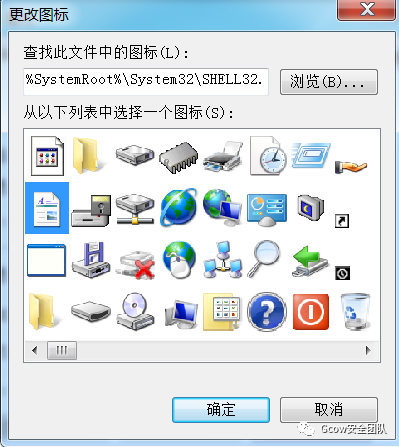 更改图标
查找此文件中的图标(L):
%SystemRoot%\System32\SHELL32.
浏览(B)...
从以下列表中选择一个图标(S):
确定
取消
Gcow安全团队